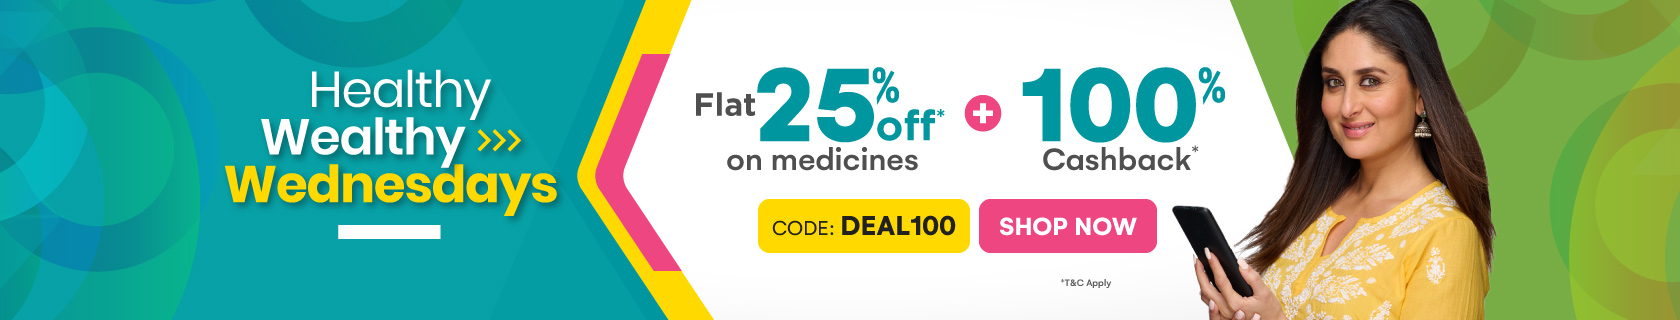 Healthy
Wealthy >>>
Wednesdays
Flat 25% off* + 100%
on medicines Cashback*
CODE: DEAL100 SHOP NOW
*T&C Apply